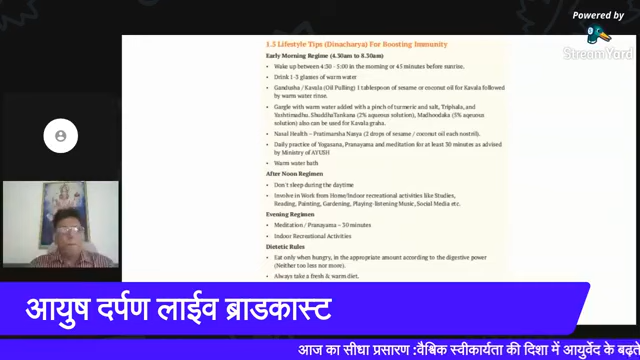 Powered by
StreamYard
1.5 Lifestyle Tips (Dinacharya) For Boosting Immunity
Early Morning Regime (4.30am to 8.30am)
• Wake up between 4:30 - 5:00 in the morning or 45 minutes before sunrise.
• Drink 1-3 glasses of warm water
• Gandusha / Kavala (Oil Pulling) 1 tablespoon of sesame or coconut oil for Kavala followed
by warm water rinse.
• Gargle with warm water added with a pinch of turmeric and salt, Triphala, and
Yashtimadhu. Shuddha Tankana (2% aqueous solution), Madhoodaka (5% aqueous
solution) also can be used for Kavala graha.
• Nasal Health – Pratimarsha Nasya (2 drops of sesame / coconut oil each nostril).
• Daily practice of Yogasana, Pranayama and meditation for at least 30 minutes as advised
by Ministry of AYUSH
• Warm water bath
After Noon Regimen
• Don't sleep during the daytime
• Involve in Work from Home/Indoor recreational activities like Studies,
Reading, Painting, Gardening, Playing-listening Music, Social Media etc.
Evening Regimen
• Meditation / Pranayama – 30 minutes
• Indoor Recreational Activities
Dietetic Rules
• Eat only when hungry, in the appropriate amount according to the digestive power
(Neither too less nor more).
• Always take a fresh & warm diet,
आयुष दर्पण लाईव ब्राडकास्ट
आज का सीधा प्रसारण :वैश्विक स्वीकार्यता की दिशा में आयुर्वेद के बढ़ते